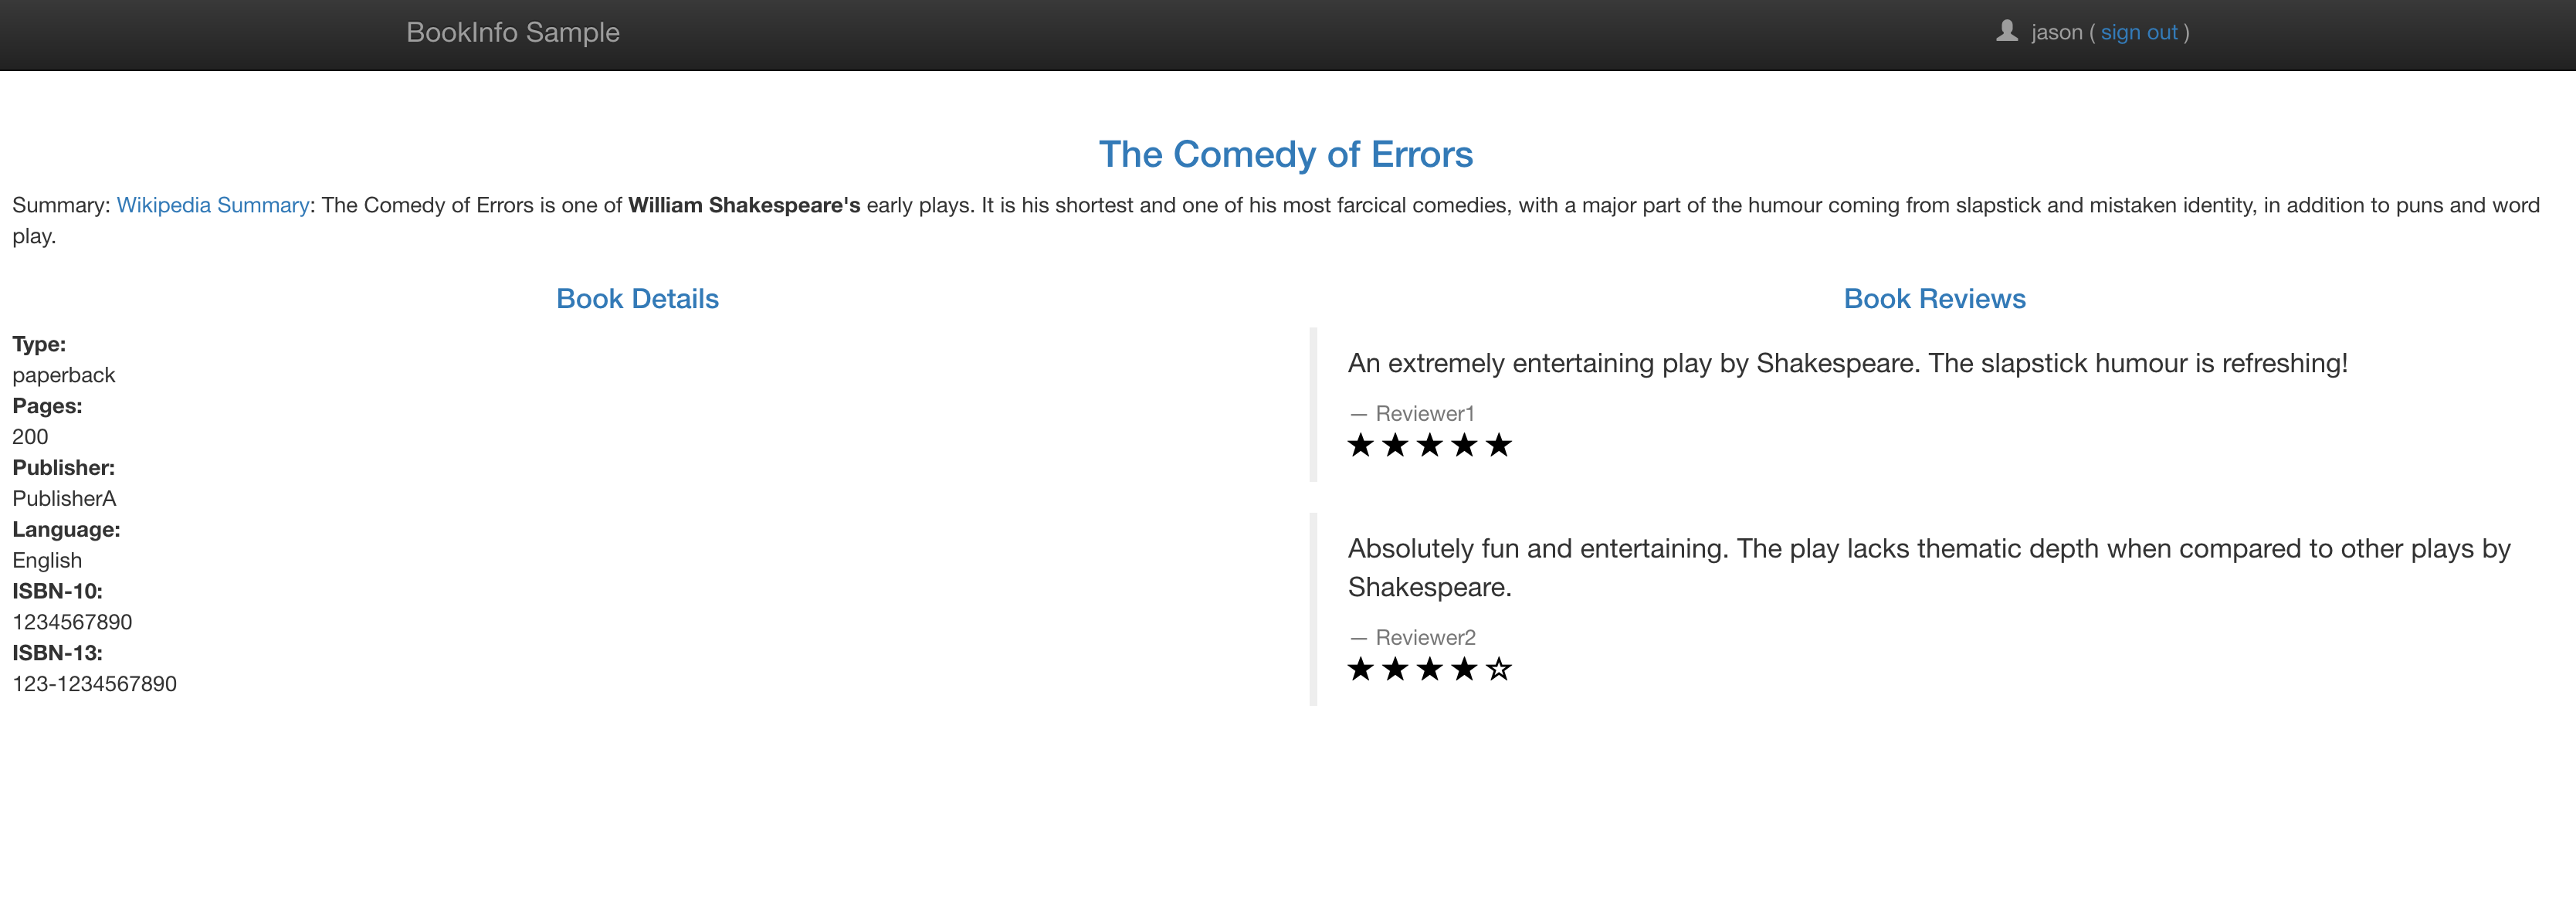 BookInfo Sample
jason ( sign out )
The Comedy of Errors
Summary: Wikipedia Summary: The Comedy of Errors is one of William Shakespeare's early plays. It is his shortest and one of his most farcical comedies, with a major part of the humour coming from slapstick and mistaken identity, in addition to puns and word
play.
Book Details
Type:
paperback
Pages:
200
Publisher:
PublisherA
Language:
English
ISBN-10:
1234567890
ISBN-13:
123-1234567890
Book Reviews
An extremely entertaining play by Shakespeare. The slapstick humour is refreshing!
— Reviewer1
Absolutely fun and entertaining. The play lacks thematic depth when compared to other plays by
Shakespeare.
— Reviewer2